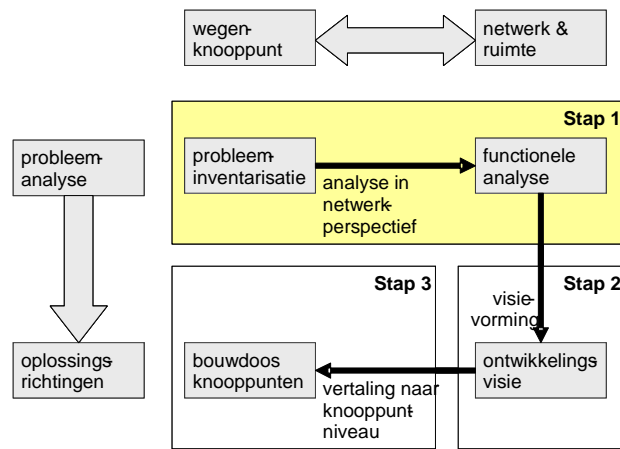 wegen-
knooppunt
netwerk &
ruimte
Stap 1
probleem-
analyse
probleem-
inventarisatie
analyse in
netwerk-
perspectief
functionele
analyse
Stap 3
Stap 2
visie-
vorming
oplossings-
richtingen
bouwdoos
knooppunten
vertaling naar
knooppunt-
niveau
ontwikkelings-
visie